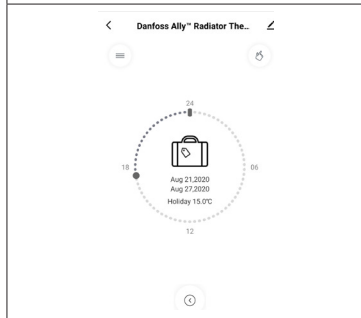 Danfoss Ally™ Radiator The..
24
18
06
Aug 21,2020
Aug 27,2020
Holiday 15.0℃
12